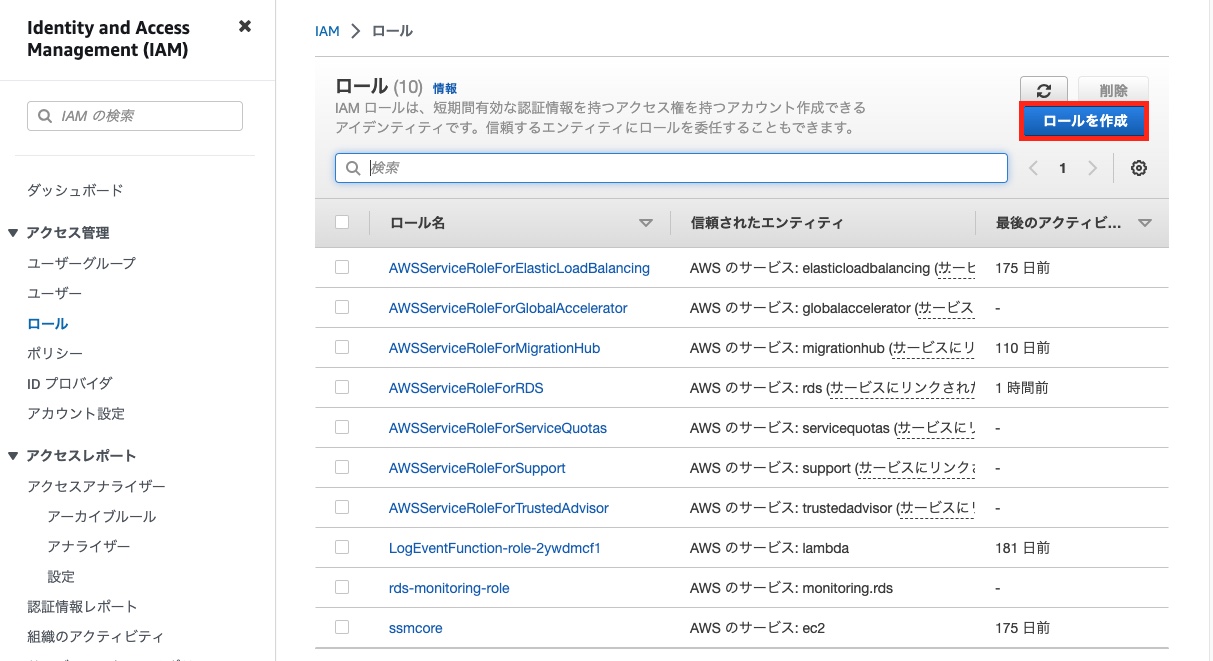 Identity and Access
Management (IAM)
IAM の検索
ダッシュボード
アクセス管理
ユーザーグループ
ユーザー
ロール
ポリシー
ID プロバイダ
アカウント設定
アクセスレポート
アクセスアナライザー
アーカイブルール
アナライザー
設定
認証情報レポート
組織のアクティビティ
IAM > ロール
ロール (10) 情報
IAM ロールは、短期間有効な認証情報を持つアクセス権を持つアカウント作成できる
アイデンティティです。信頼するエンティティにロールを委任することもできます。
削除
ロールを作成
検索
1
ロール名 信頼されたエンティティ 最後のアクティビ...
AWSServiceRoleForElasticLoadBalancing AWS のサービス: elasticloadbalancing (サービ 175 日前
AWSServiceRoleForGlobalAccelerator AWS のサービス: globalaccelerator (サービス -
AWSServiceRoleForMigrationHub AWS のサービス: migrationhub (サービスにリ 110 日前
AWSServiceRoleForRDS AWS のサービス: rds (サービスにリンクされた 1 時間前
AWSServiceRoleForServiceQuotas AWS のサービス: servicequotas (サービスにリ -
AWSServiceRoleForSupport AWS のサービス: support (サービスにリンク -
AWSServiceRoleForTrustedAdvisor AWS のサービス: trustedadvisor (サービスに -
LogEventFunction-role-2ywdmcf1 AWS のサービス: lambda 181 日前
rds-monitoring-role AWS のサービス: monitoring.rds -
ssmcore AWS のサービス: ec2 175 日前